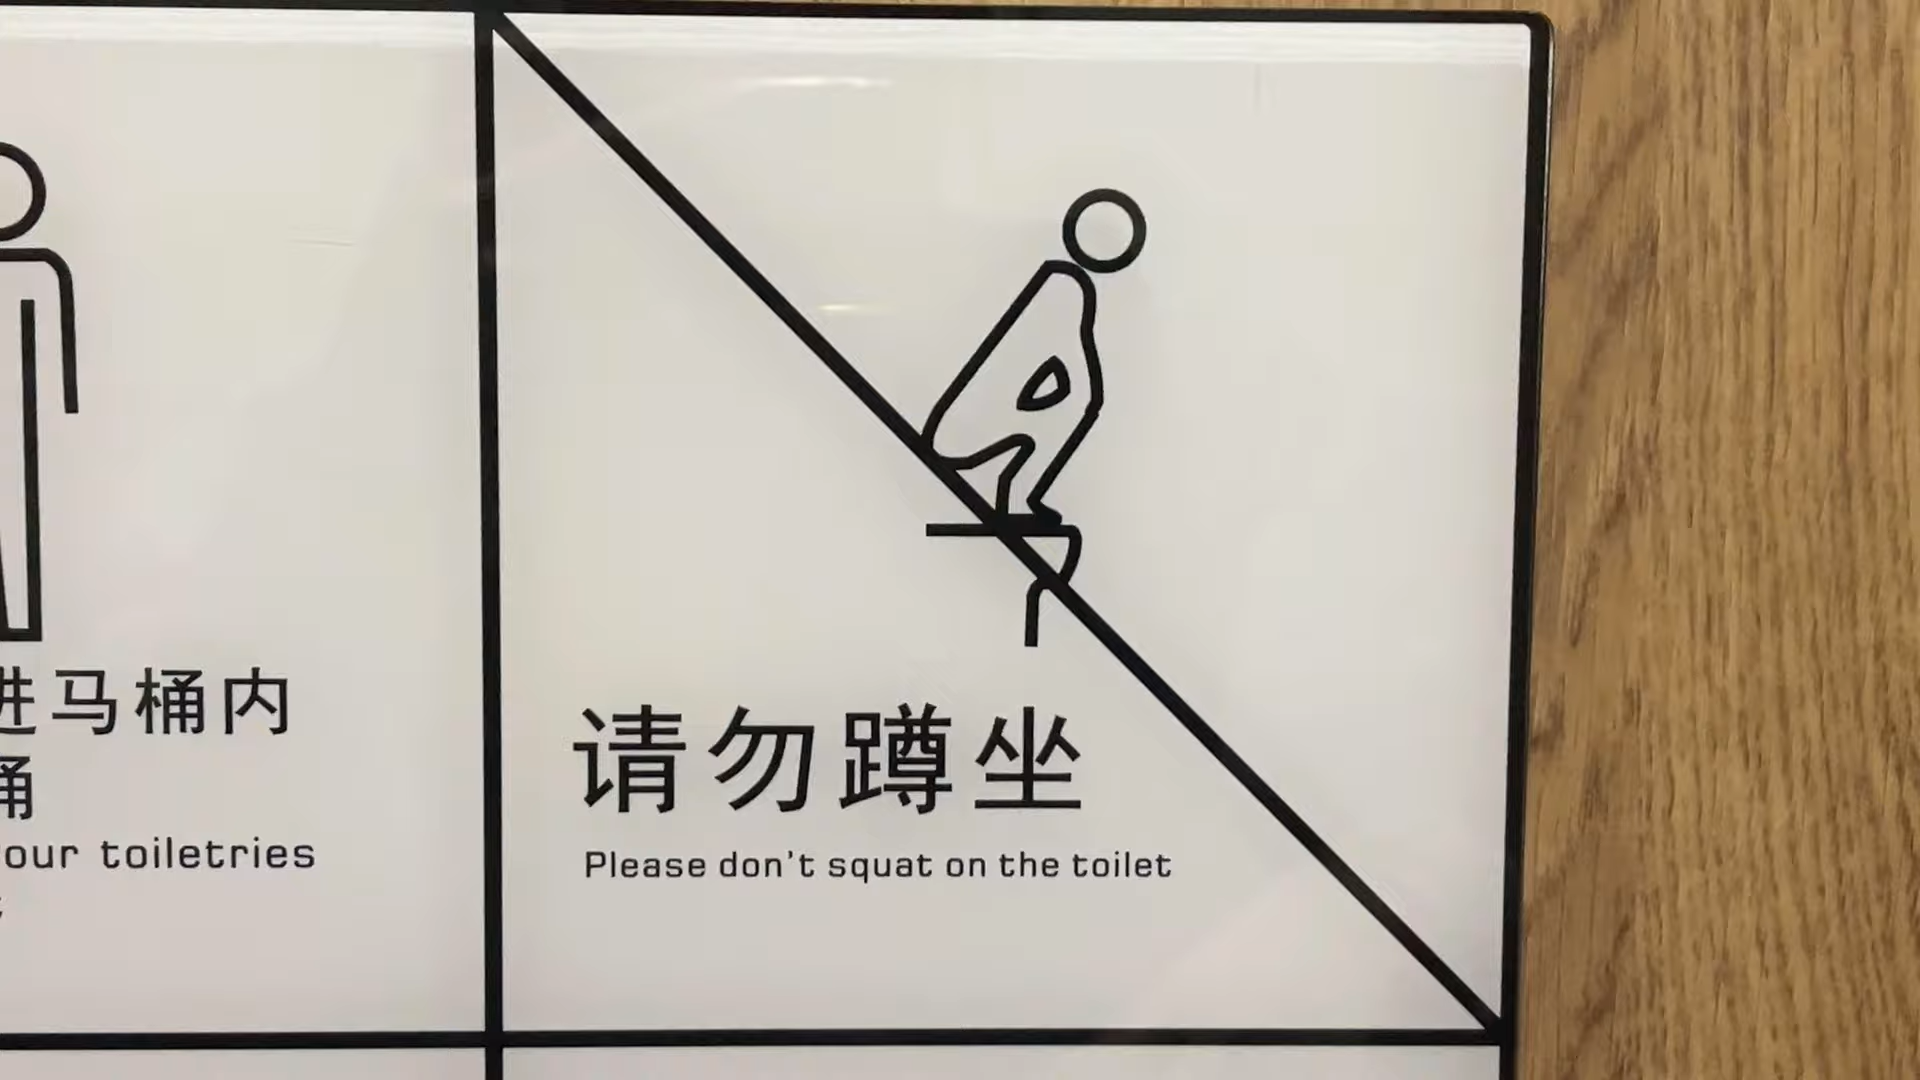 进马桶内
桶
our toiletries
请勿蹲坐
Please don't squat on the toilet